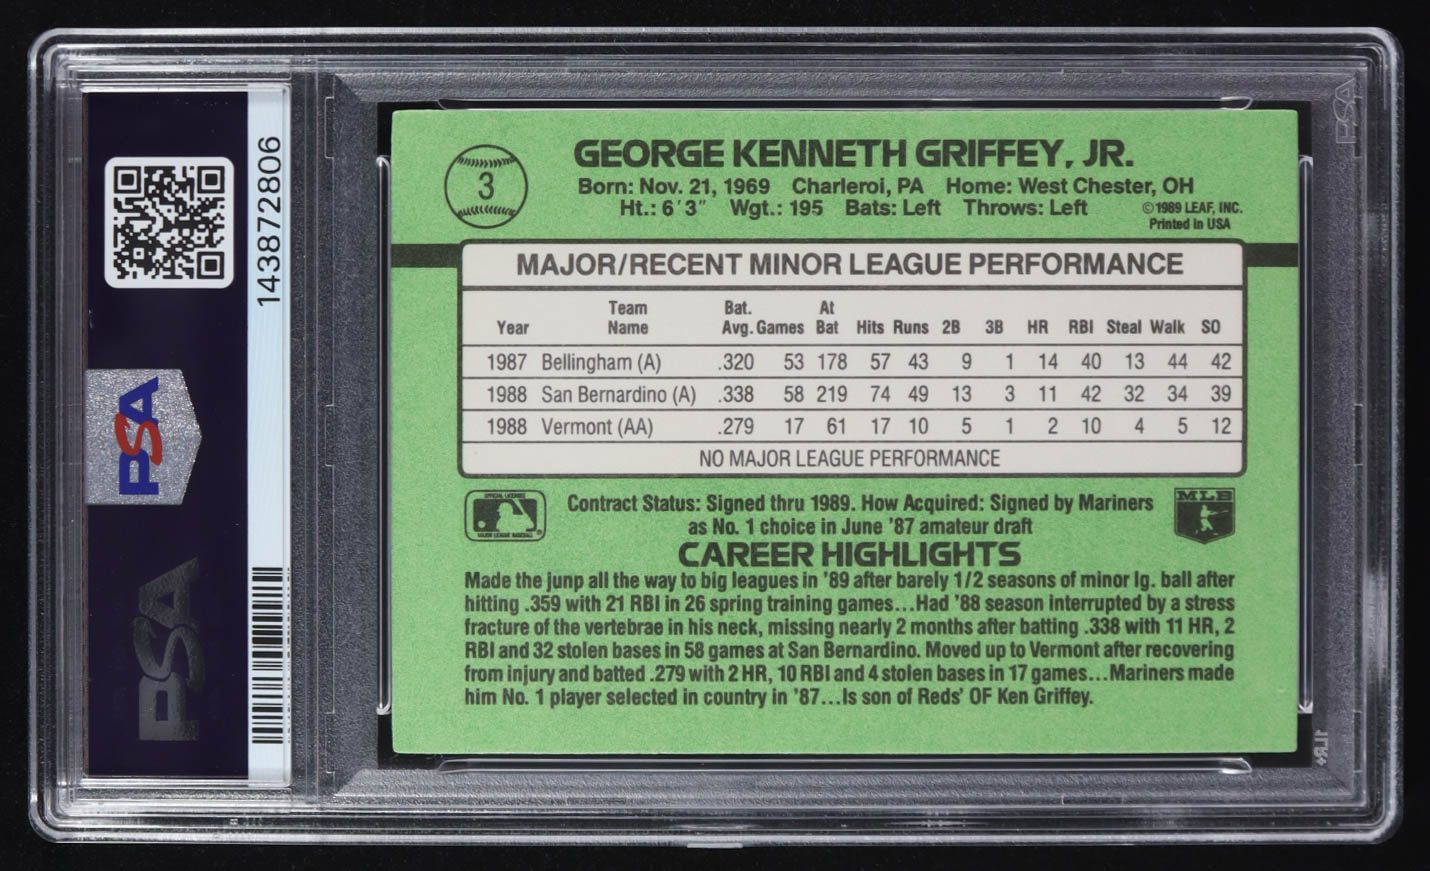 143872806
PSA
PSA
PSA
3
GEORGE KENNETH GRIFFEY, JR.
Born: Nov. 21, 1969 Charleroi, PA Home: West Chester, OH
Ht.: 6'3" Wgt.: 195 Bats: Left Throws: Left
©1989 LEAF, INC.
Printed in USA
MAJOR/RECENT MINOR LEAGUE PERFORMANCE
Year Team Name Bat. Avg. Games At Bat Hits Runs 2B 3B HR RBI Steal Walk SO
1987 Bellingham (A) .320 53 178 57 43 9 1 14 40 13 44 42
1988 San Bernardino (A) .338 58 219 74 49 13 3 11 42 32 34 39
1988 Vermont (AA) .279 17 61 17 10 5 1 2 10 4 5 12
NO MAJOR LEAGUE PERFORMANCE
Contract Status: Signed thru 1989. How Acquired: Signed by Mariners
as No. 1 choice in June '87 amateur draft
MLB
CAREER HIGHLIGHTS
Made the junp all the way to big leagues in '89 after barely 1/2 seasons of minor lg. ball after
hitting .359 with 21 RBI in 26 spring training games...Had '88 season interrupted by a stress
fracture of the vertebrae in his neck, missing nearly 2 months after batting .338 with 11 HR, 2
RBI and 32 stolen bases in 58 games at San Bernardino. Moved up to Vermont after recovering
from injury and batted .279 with 2 HR, 10 RBI and 4 stolen bases in 17 games...Mariners made
him No. 1 player selected in country in '87...Is son of Reds' OF Ken Griffey.